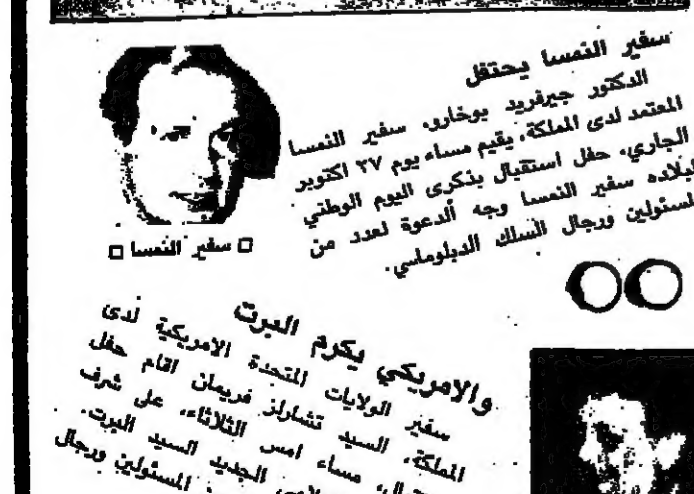 سفير النمسا يحتفل
الدكتور جيرفريد بوخارو، سفير النمسا
المعتمد لدى المملكة، يقيم مساء يوم ٢٧ اكتوبر
الجاري، حفل استقبال بذكرى اليوم الوطني
لبلاده سفير النمسا وجه ألدعوة لعدد من
المسئولين ورجال السلك الدبلوماسي.
□ سفير النمسا □
والامريكي يكرم البرت
سفير الولايات المتحدة الامريكية لدى
المملكة، السيد تشارلز فريمان اقام حفل
مساء امس الثلاثاء، على شرف
الجديد السيد البرت.
المسئولين ورجال